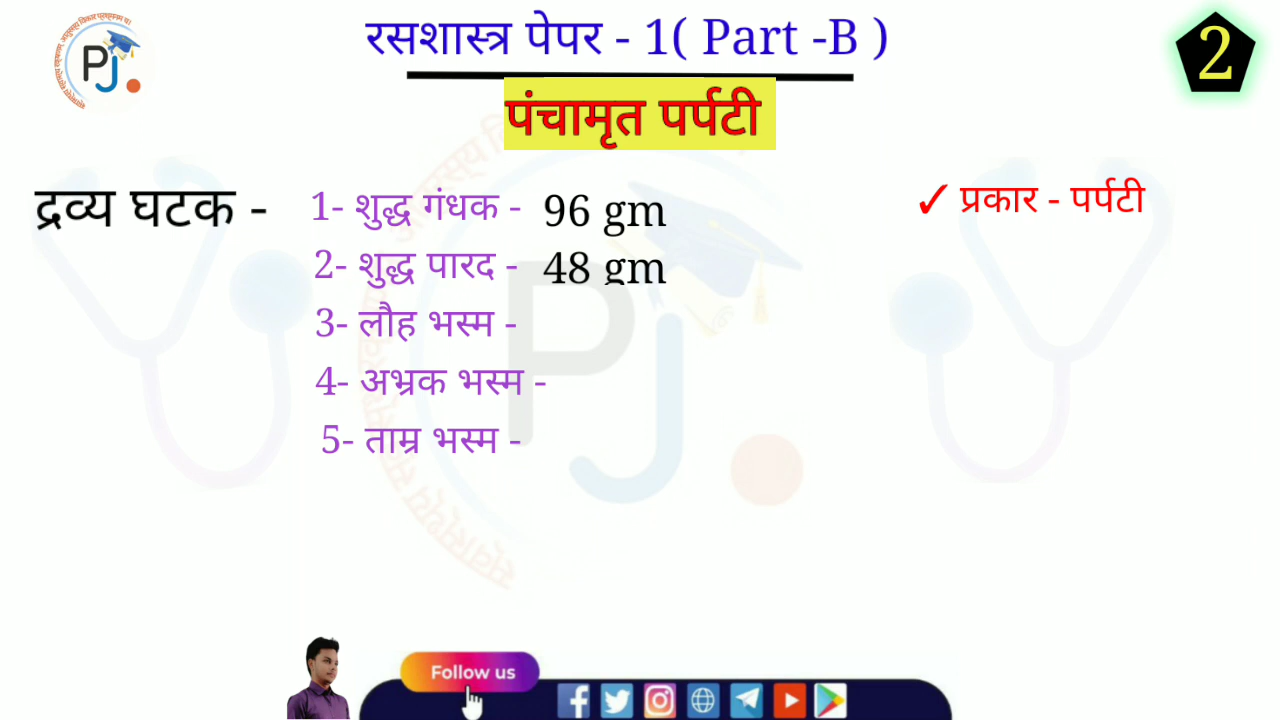 रसशास्त्र पेपर - 1( Part -B )
2
पंचामृत पर्पटी
द्रव्य घटक -
1- शुद्ध गंधक - 96 gm
2- शुद्ध पारद - 48 gm
3- लौह भस्म -
4- अभ्रक भस्म -
5- ताम्र भस्म -
✓ प्रकार - पर्पटी
PJ.
Follow us